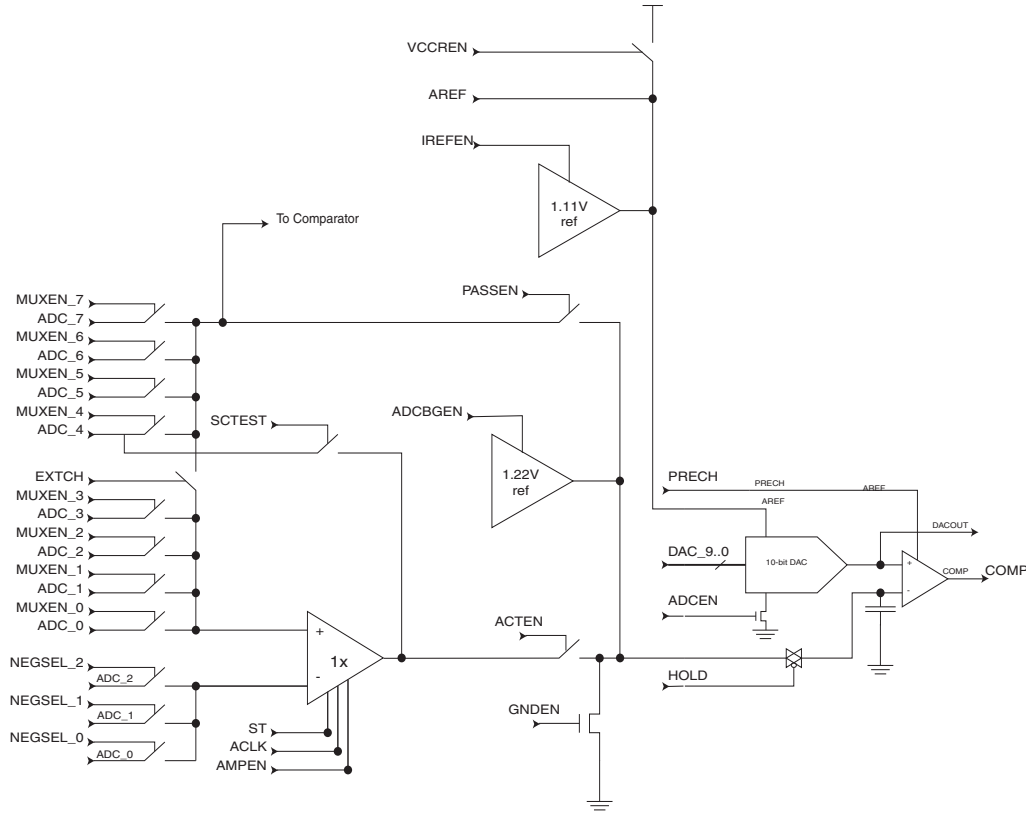 VCCREN
AREF
IREFEN
1.11V
ref
To Comparator
MUXEN_7
ADC_7
MUXEN_6
ADC_6
MUXEN_5
ADC_5
MUXEN_4
ADC_4
PASSEN
SCTEST
ADCBGEN
1.22V
ref
EXTCH
MUXEN_3
ADC_3
MUXEN_2
ADC_2
MUXEN_1
ADC_1
MUXEN_0
ADC_0
PRECH
PRECH
AREF
AREF
DACOUT
DAC_9..0
10-bit DAC
+
-
COMP
COMP
ADCEN
ACTEN
+
1x
-
HOLD
NEGSEL_2
ADC_2
NEGSEL_1
ADC_1
NEGSEL_0
ADC_0
ST
ACLK
AMPEN
GNDEN